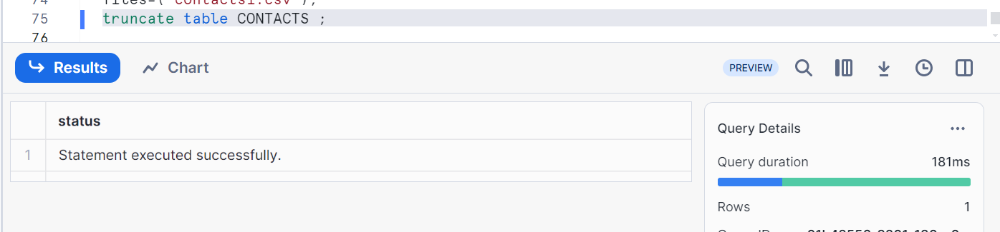 74 files=('contacts1.csv');
75 truncate table CONTACTS ;
76
Results Chart PREVIEW
status
1 Statement executed successfully.
Query Details ...
Query duration 181ms
Rows 1